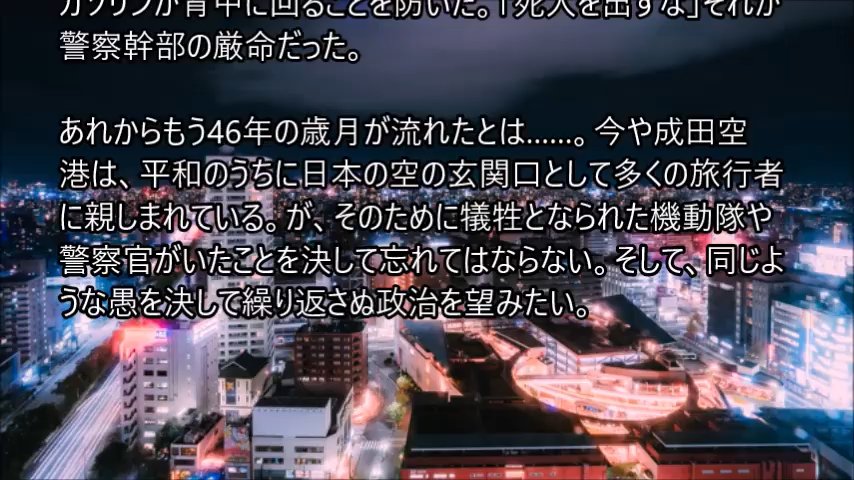 ガソリンが背中に回ることを防いだ。「死人を出すな」それが
警察幹部の厳命だった。
あれからもう46年の歳月が流れたとは......。今や成田空
港は、平和のうちに日本の空の玄関口として多くの旅行者
に親しまれている。が、そのために犠牲となられた機動隊や
警察官がいたことを決して忘れてはならない。そして、同じよ
うな愚を決して繰り返さぬ政治を望みたい。